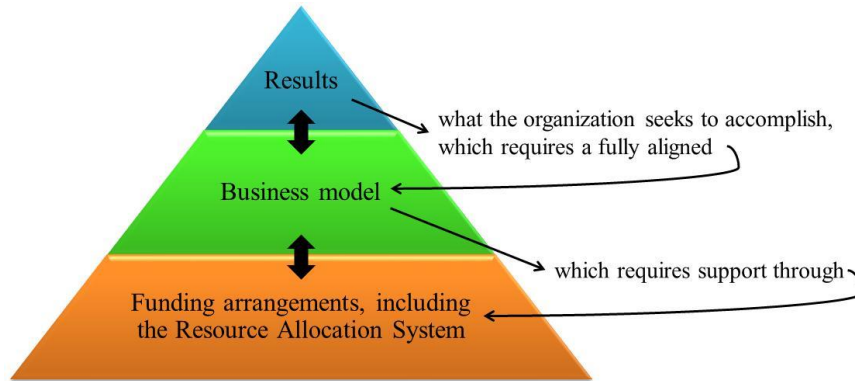 Results
what the organization seeks to accomplish,
which requires a fully aligned
Business model
which requires support through
Funding arrangements, including
the Resource Allocation System